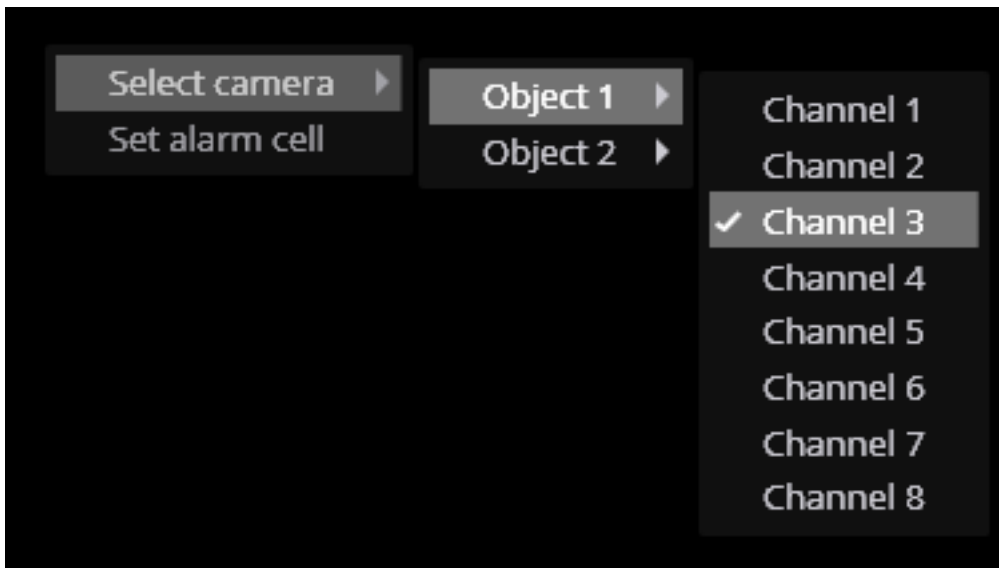 Select camera
Set alarm cell
Object 1
Object 2
Channel 1
Channel 2
Channel 3
Channel 4
Channel 5
Channel 6
Channel 7
Channel 8